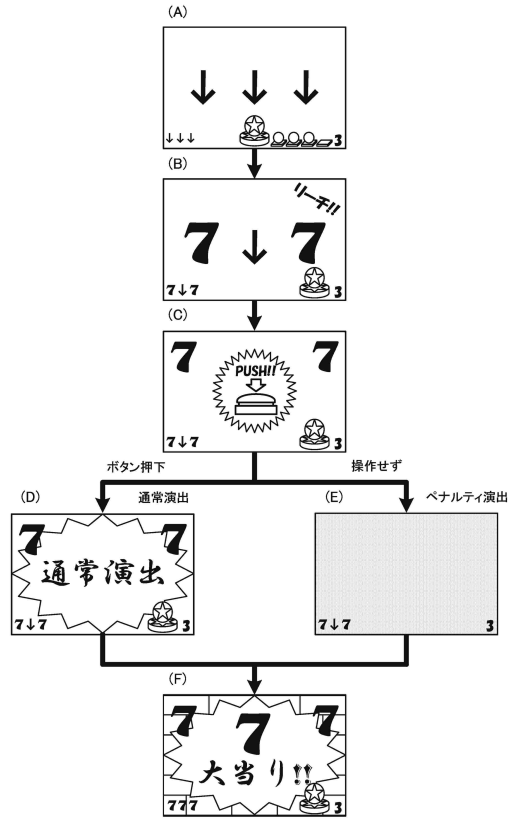 (A)
↓ ↓ ↓
↓↓↓ 3
(B)
リーチ!!
7 ↓ 7
7↓7 3
(C)
7 7
PUSH!!
7↓7 3
ボタン押下 操作せず
(D) 通常演出 (E) ペナルティ演出
7 7
通常演出
7↓7 3 7↓7 3
(F)
7 7 7
大当り!!
777 3